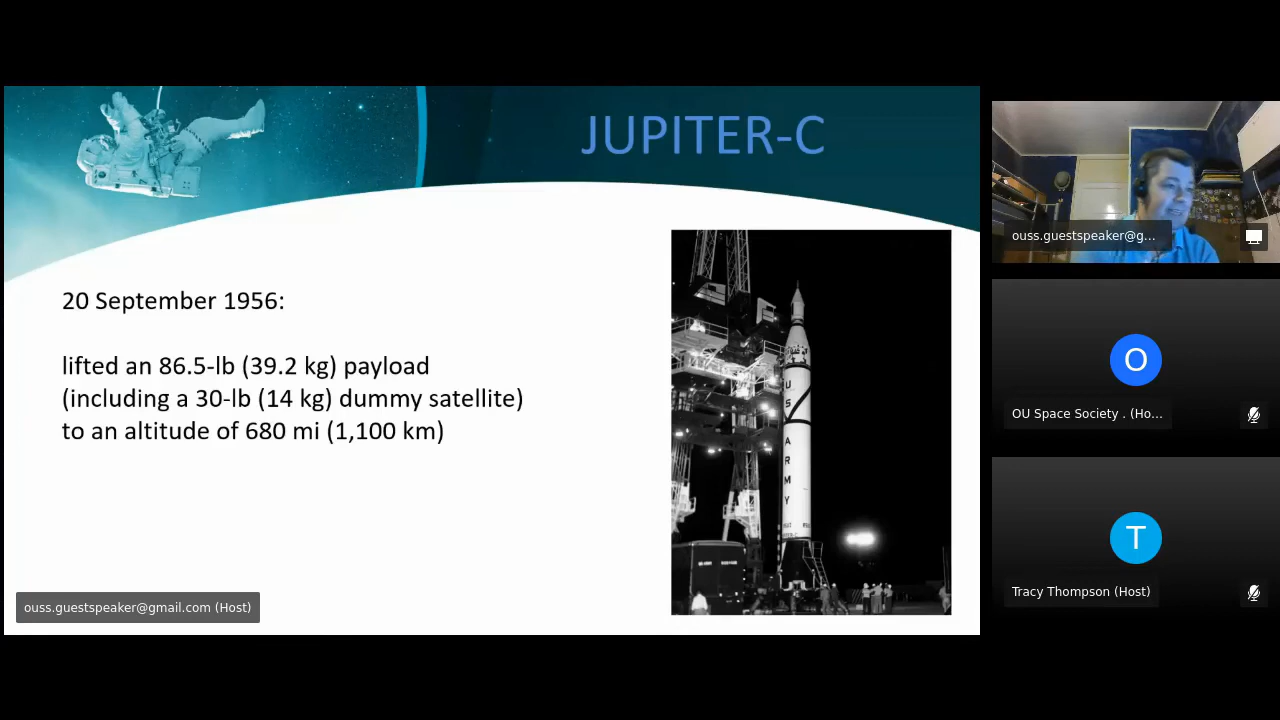 JUPITER-C
20 September 1956:
lifted an 86.5-lb (39.2 kg) payload
(including a 30-lb (14 kg) dummy satellite)
to an altitude of 680 mi (1,100 km)
US ARMY
ouss.guestspeaker@gmail.com (Host)
ouss.guestspeaker@g...
O
OU Space Society . (Ho...
T
Tracy Thompson (Host)